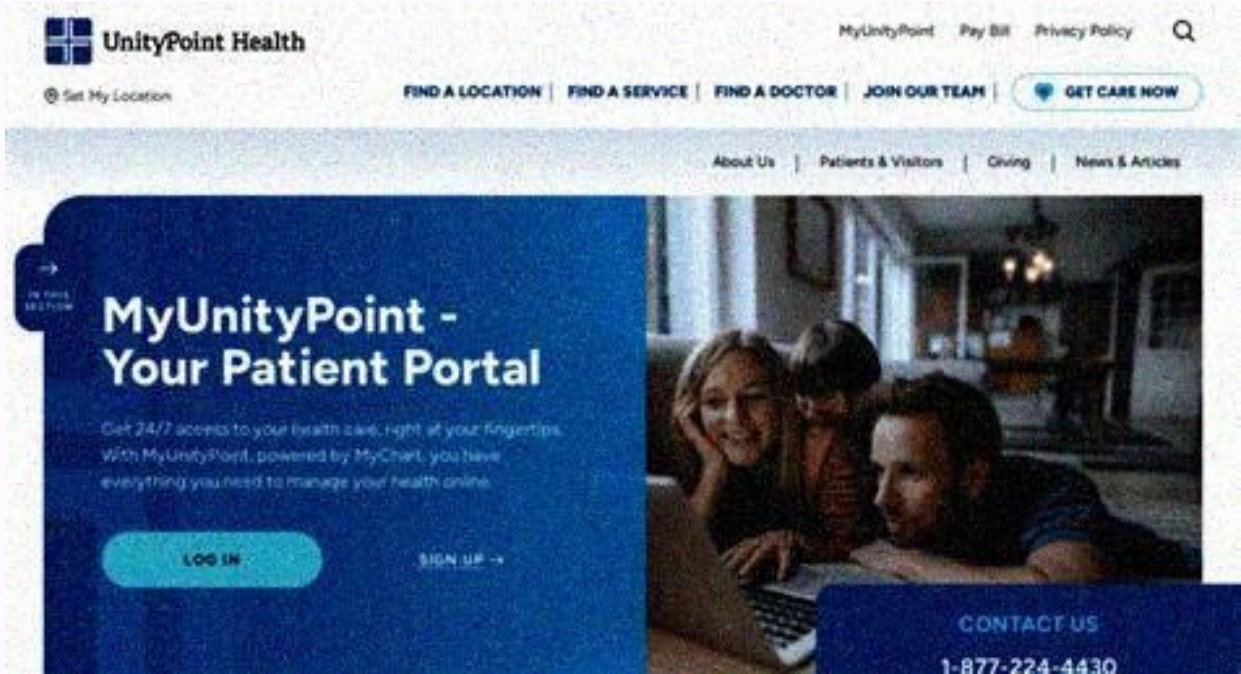 UnityPoint Health
MyUnityPoint Pay Bill Privacy Policy
Set My Location
FIND A LOCATION | FIND A SERVICE | FIND A DOCTOR | JOIN OUR TEAM | GET CARE NOW
About Us | Patients & Visitors | Giving | News & Articles
IN THIS
SECTION
MyUnityPoint -
Your Patient Portal
Get 24/7 access to your health care, right at your fingertips.
With MyUnityPoint, powered by MyChart, you have
everything you need to manage your health online.
LOG IN
SIGN UP →
CONTACT US
1-877-224-4430